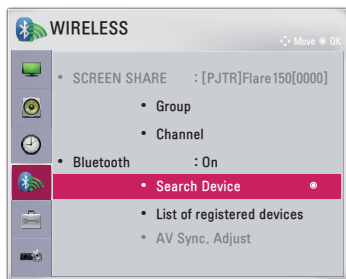 WIRELESS
Move ◉ OK
• SCREEN SHARE : [PJTR]Flare150[0000]
• Group
• Channel
• Bluetooth : On
• Search Device ◉
• List of registered devices
• AV Sync. Adjust